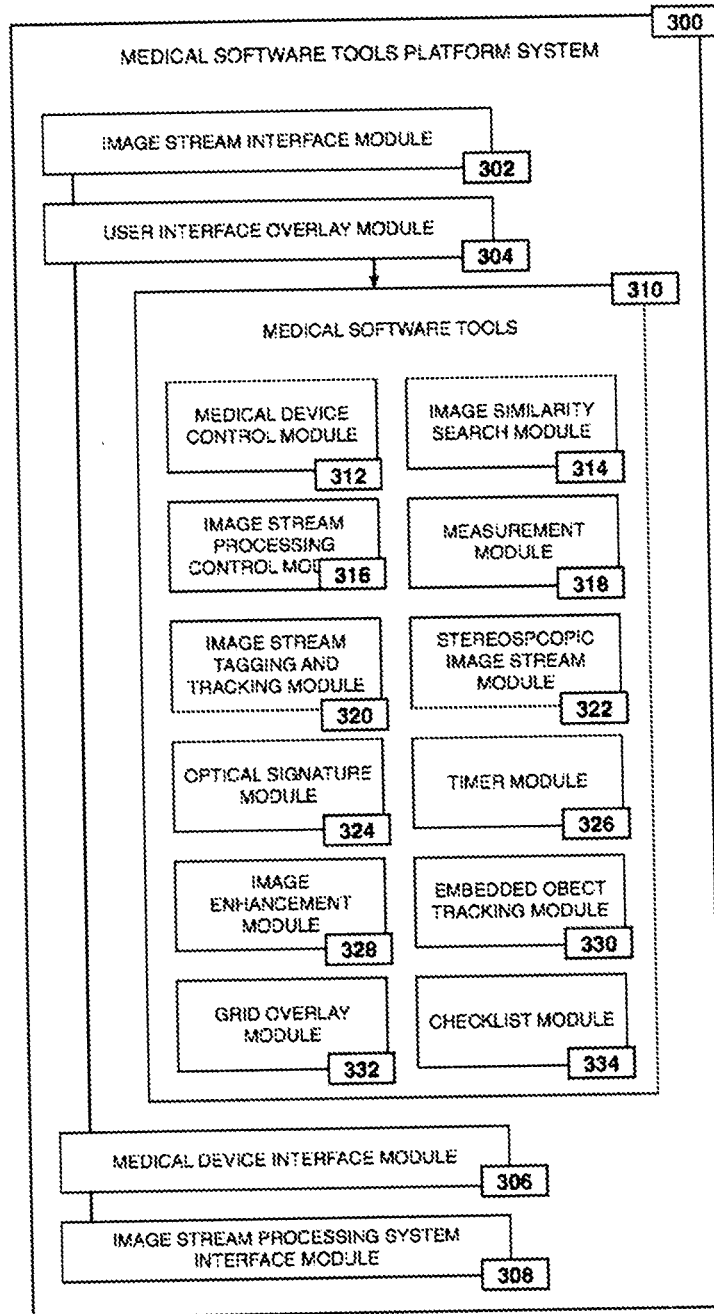 300
MEDICAL SOFTWARE TOOLS PLATFORM SYSTEM
IMAGE STREAM INTERFACE MODULE
302
USER INTERFACE OVERLAY MODULE
304
310
MEDICAL SOFTWARE TOOLS
MEDICAL DEVICE
CONTROL MODULE
312
IMAGE SIMILARITY
SEARCH MODULE
314
IMAGE STREAM
PROCESSING
CONTROL MODULE
316
MEASUREMENT
MODULE
318
IMAGE STREAM
TAGGING AND
TRACKING MODULE
320
STEREOSPCOPIC
IMAGE STREAM
MODULE
322
OPTICAL SIGNATURE
MODULE
324
TIMER MODULE
326
IMAGE
ENHANCEMENT
MODULE
328
EMBEDDED OBECT
TRACKING MODULE
330
GRID OVERLAY
MODULE
332
CHECKLIST MODULE
334
MEDICAL DEVICE INTERFACE MODULE
306
IMAGE STREAM PROCESSING SYSTEM
INTERFACE MODULE
308